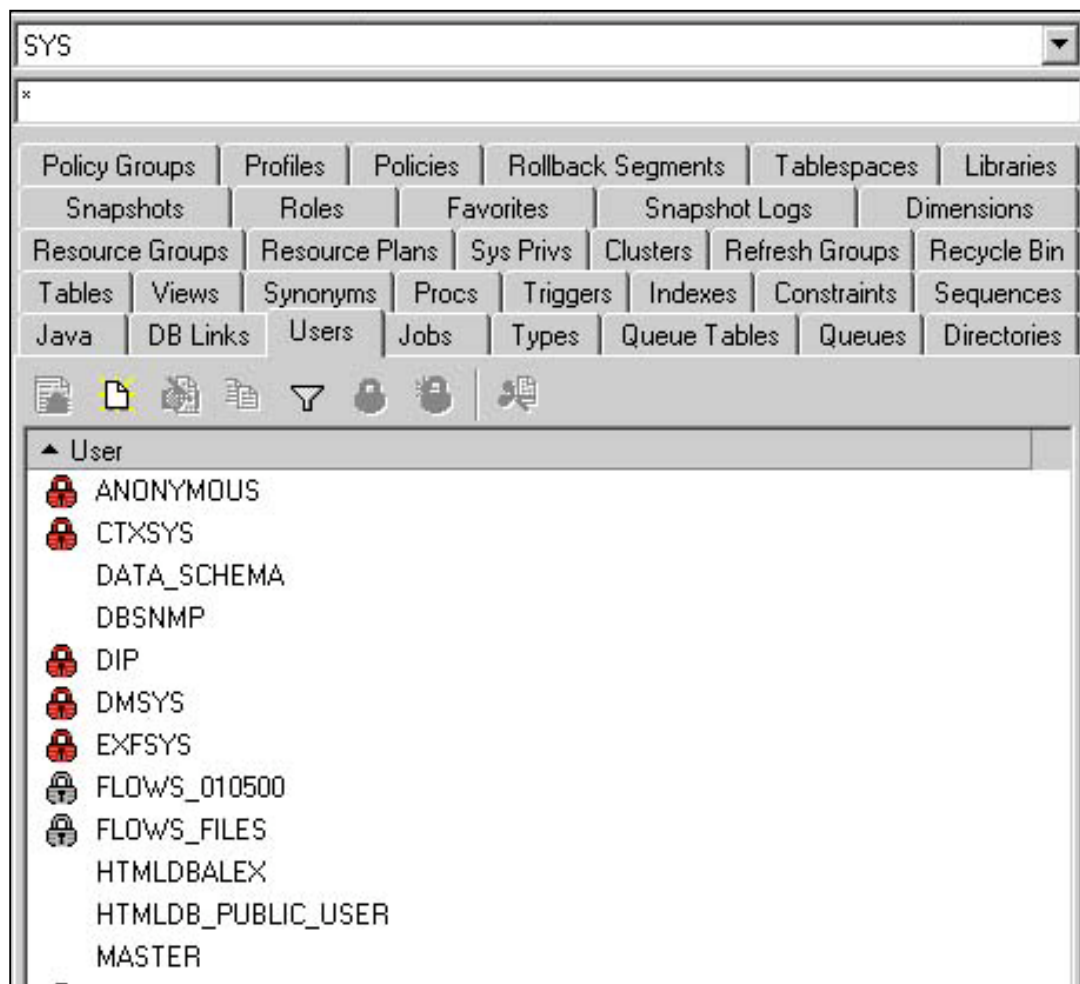 SYS
*
Policy Groups Profiles Policies Rollback Segments Tablespaces Libraries
Snapshots Roles Favorites Snapshot Logs Dimensions
Resource Groups Resource Plans Sys Privs Clusters Refresh Groups Recycle Bin
Tables Views Synonyms Procs Triggers Indexes Constraints Sequences
Java DB Links Users Jobs Types Queue Tables Queues Directories
User
ANONYMOUS
CTXSYS
DATA_SCHEMA
DBSNMP
DIP
DMSYS
EXFSYS
FLOWS_010500
FLOWS_FILES
HTMLDBALEX
HTMLDB_PUBLIC_USER
MASTER